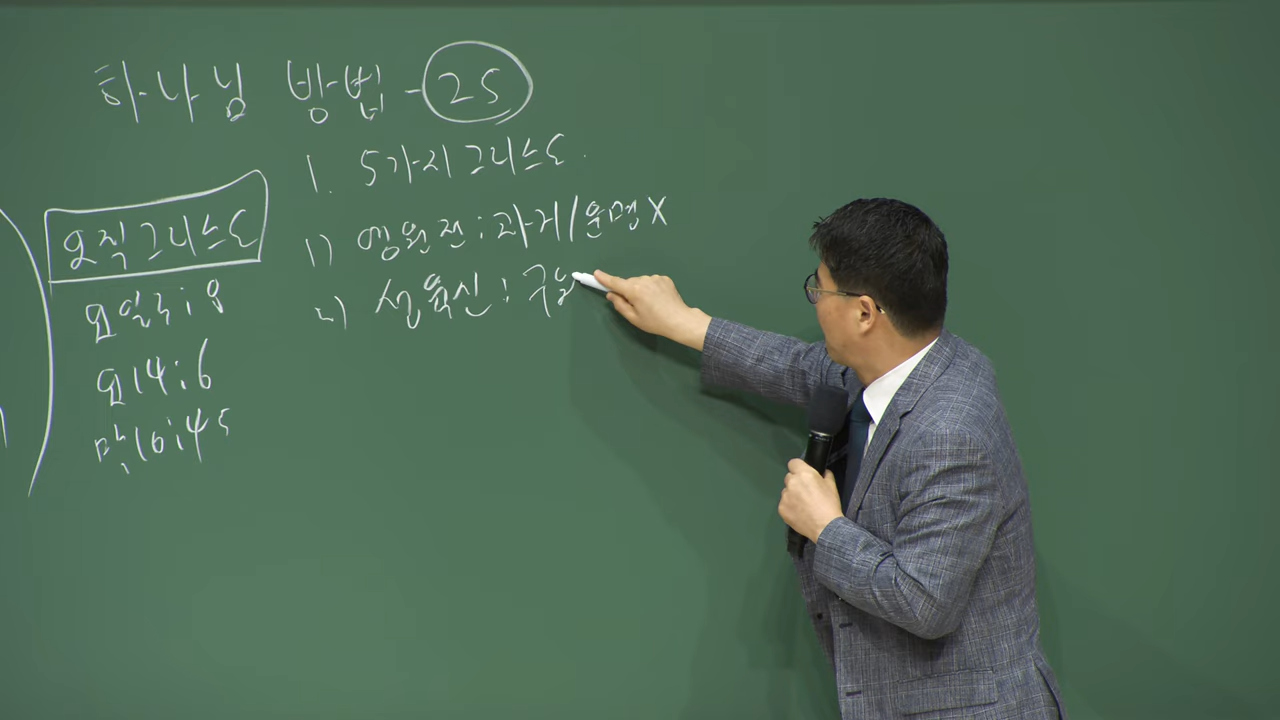 하나님 방법 - 25
1. 5가지 그리스도.
1) 영원전 : 과거/운명 X
2) 성육신 : 구
오직 그리스도
요일3:8
요14:6
막10:45